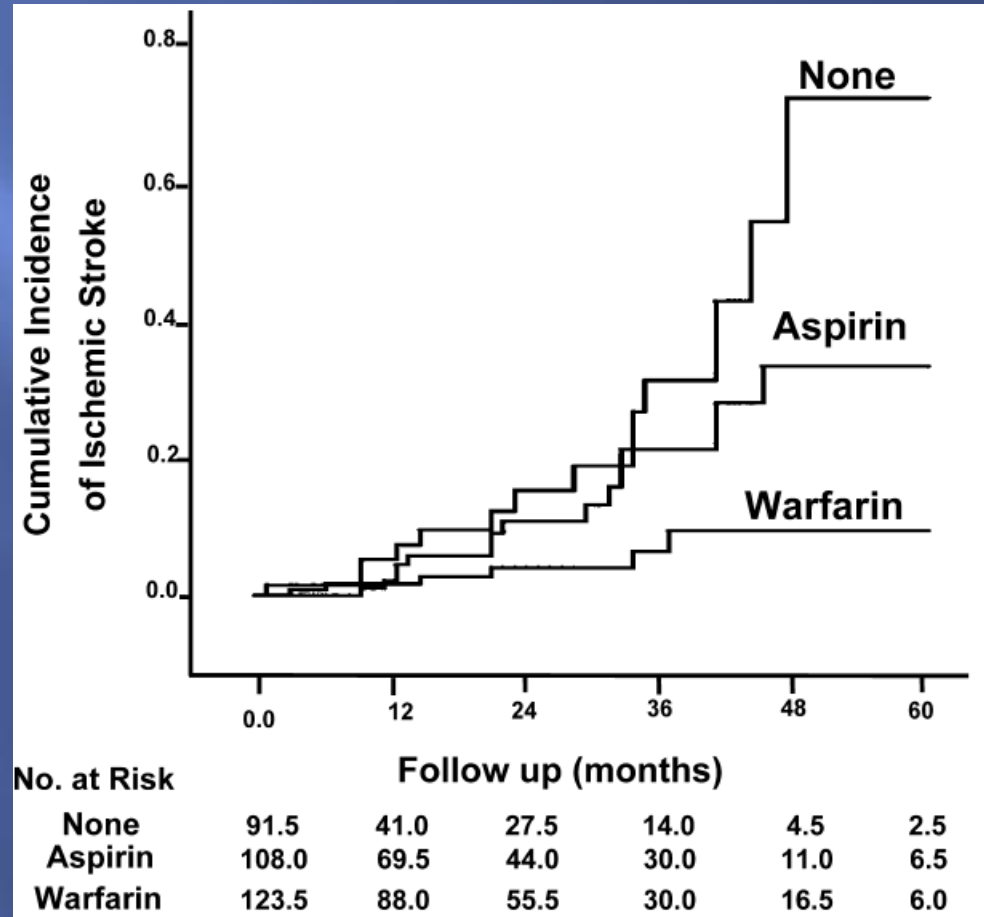 0.8
None
0.6
Cumulative Incidence
of Ischemic Stroke
0.4
Aspirin
0.2
Warfarin
0.0
0.0 12 24 36 48 60
Follow up (months)
No. at Risk
None 91.5 41.0 27.5 14.0 4.5 2.5
Aspirin 108.0 69.5 44.0 30.0 11.0 6.5
Warfarin 123.5 88.0 55.5 30.0 16.5 6.0